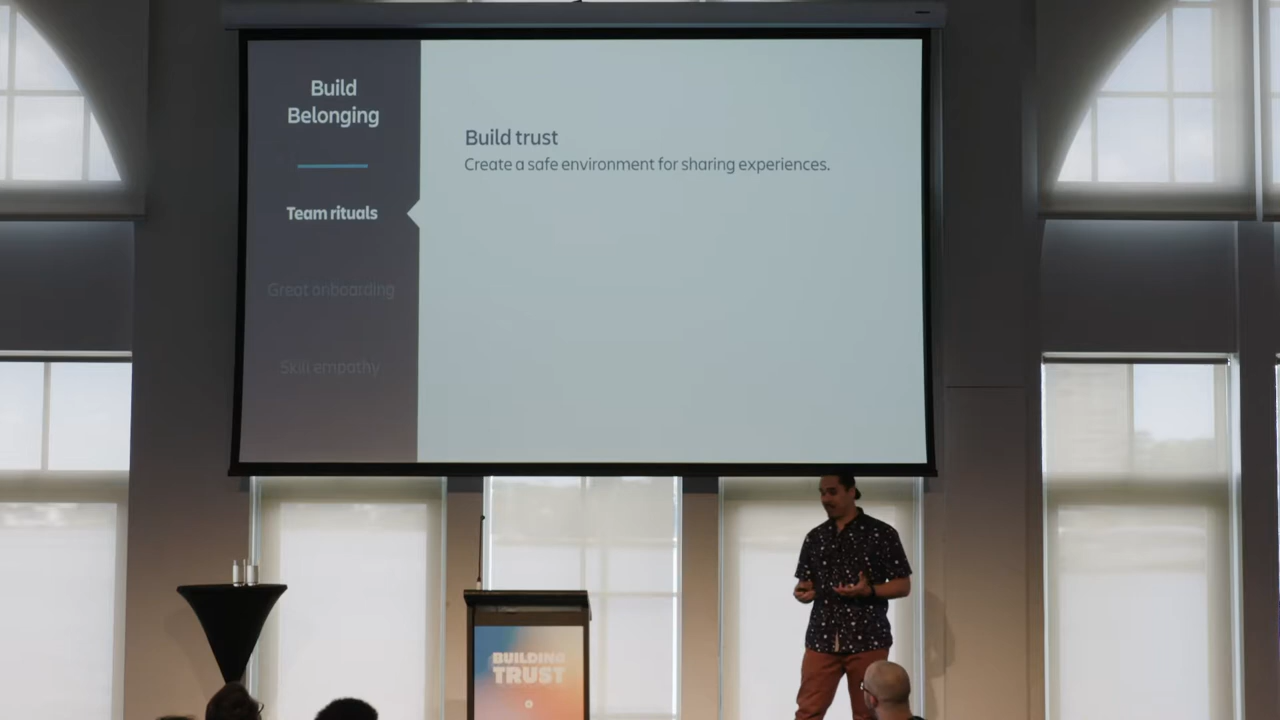 Build
Belonging
Team rituals
Great onboarding
Skill empathy
Build trust
Create a safe environment for sharing experiences.
BUILDING
TRUST